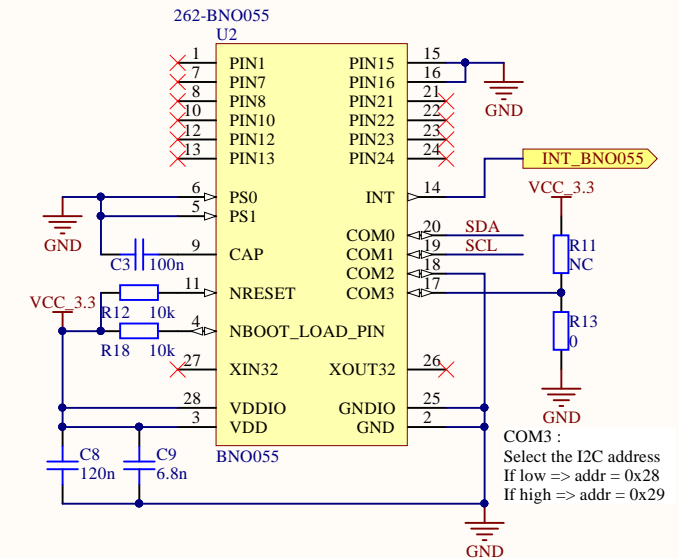 262-BNO055
U2
1 PIN1 PIN15 15
7 PIN7 PIN16 16
8 PIN8 PIN21 21
10 PIN10 PIN22 22
12 PIN12 PIN23 23
13 PIN13 PIN24 24
GND
INT_BNO055
6 PS0 INT 14
5 PS1
VCC_3.3
GND
COM0 20 SDA
9 CAP COM1 19 SCL
C3 100n
COM2 18
R11
NC
11 NRESET COM3 17
VCC_3.3
R12 10k
4 NBOOT_LOAD_PIN
R13
0
R18 10k
27 XIN32 XOUT32 26
28 VDDIO GNDIO 25
3 VDD GND 2
GND
BNO055
C8
120n
C9
6.8n
COM3 :
Select the I2C address
If low => addr = 0x28
If high => addr = 0x29
GND